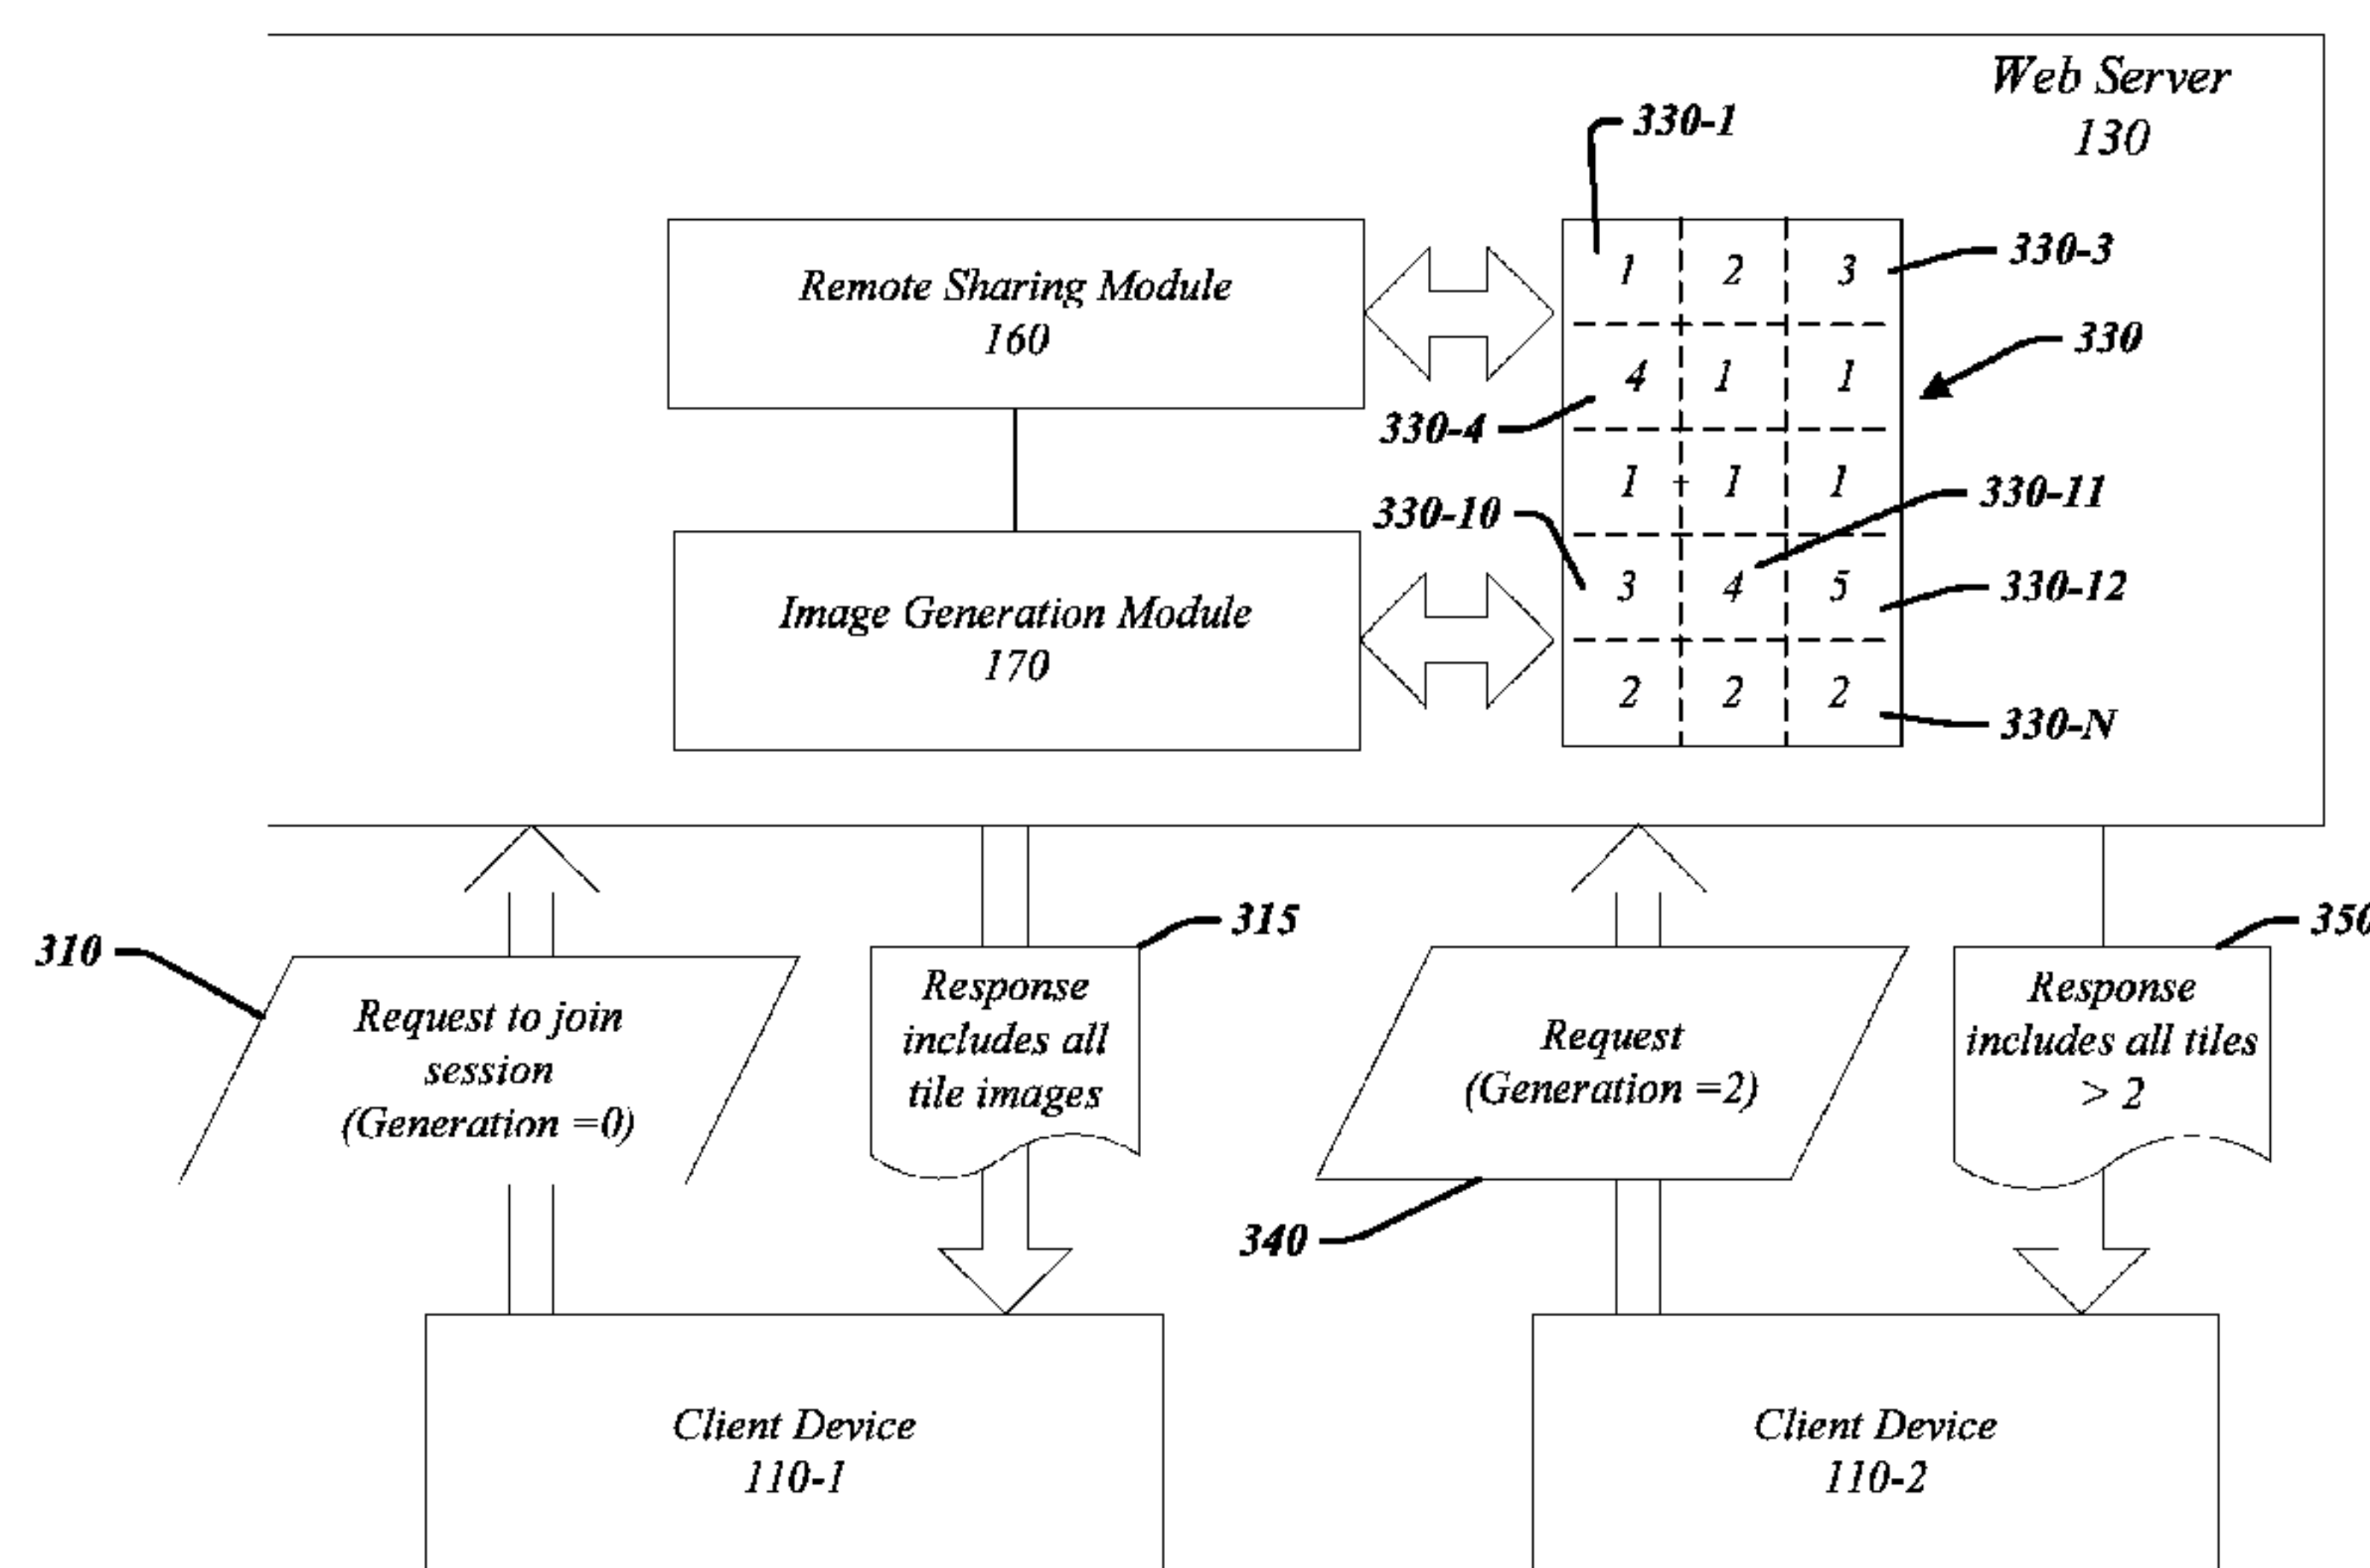 Web Server
130
330-1
Remote Sharing Module
160
1 2 3
330-3
330
4 1 1
330-4
1 1 1
330-11
330-10
Image Generation Module
170
3 4 5
330-12
2 2 2
330-N
310
Request to join
session
(Generation =0)
315
Response
includes all
tile images
Request
(Generation =2)
340
350
Response
includes all tiles
> 2
Client Device
110-1
Client Device
110-2